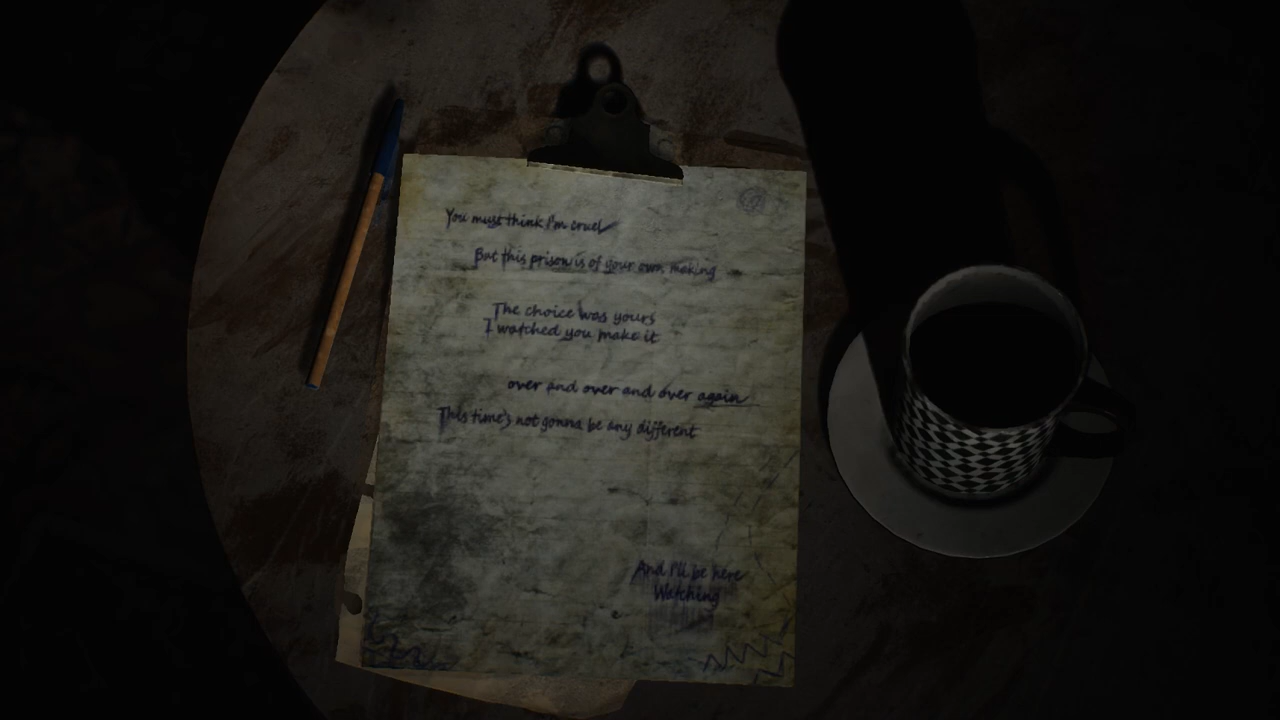 You must think I'm cruel
But this prison is of your own making
The choice was yours
I watched you make it
over and over and over again
This time's not gonna be any different
And I'll be here
Watching